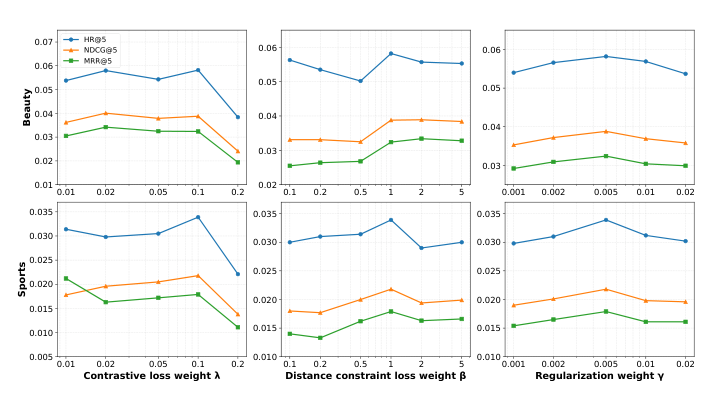 HR@5
NDCG@5
MRR@5
Beauty
0.07
0.06
0.05
0.04
0.03
0.02
0.01
0.01 0.02 0.05 0.1 0.2
0.06
0.05
0.04
0.03
0.02
0.1 0.2 0.5 1 2 5
0.06
0.05
0.04
0.03
0.001 0.002 0.005 0.01 0.02
Sports
0.035
0.030
0.025
0.020
0.015
0.010
0.005
0.01 0.02 0.05 0.1 0.2
Contrastive loss weight λ
0.035
0.030
0.025
0.020
0.015
0.010
0.1 0.2 0.5 1 2 5
Distance constraint loss weight β
0.035
0.030
0.025
0.020
0.015
0.010
0.001 0.002 0.005 0.01 0.02
Regularization weight γ